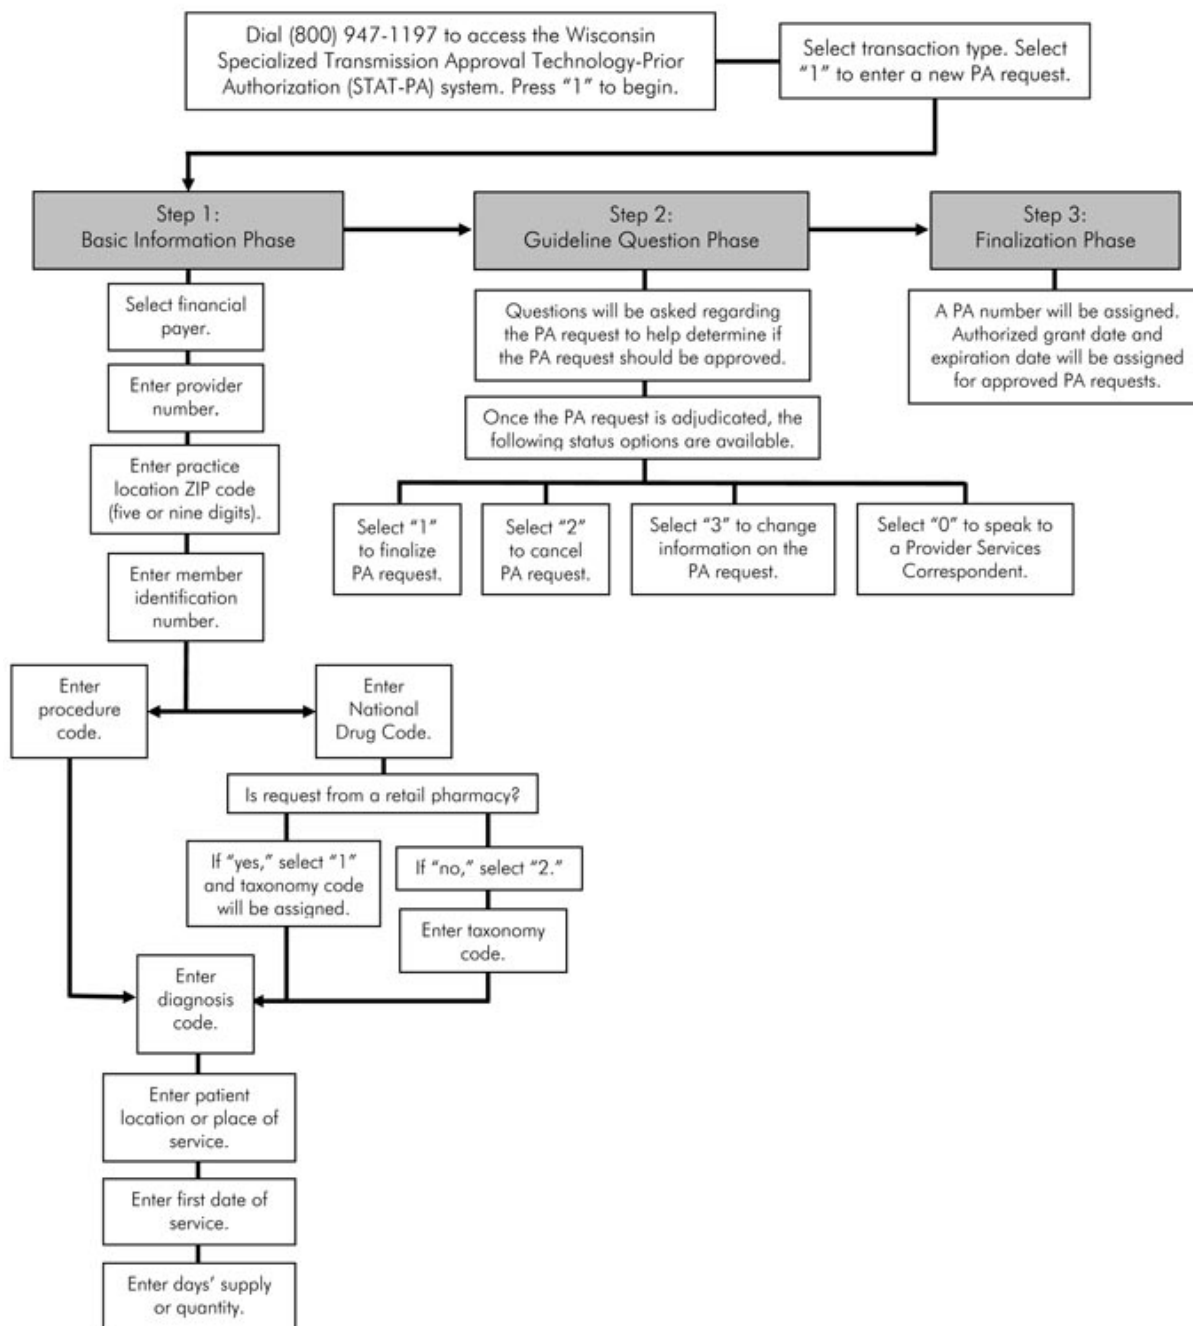 Dial (800) 947-1197 to access the Wisconsin
Specialized Transmission Approval Technology-Prior
Authorization (STAT-PA) system. Press “1” to begin.
Select transaction type. Select
“1” to enter a new PA request.
Step 1:
Basic Information Phase
Step 2:
Guideline Question Phase
Step 3:
Finalization Phase
Select financial
payer.
Enter provider
number.
Enter practice
location ZIP code
(five or nine digits).
Enter member
identification
number.
Questions will be asked regarding
the PA request to help determine if
the PA request should be approved.
Once the PA request is adjudicated, the
following status options are available.
Select “1”
to finalize
PA request.
Select “2”
to cancel
PA request.
Select “3” to change
information on the
PA request.
Select “0” to speak to
a Provider Services
Correspondent.
A PA number will be assigned.
Authorized grant date and
expiration date will be assigned
for approved PA requests.
Enter
procedure
code.
Enter
National
Drug Code.
Is request from a retail pharmacy?
If “yes,” select “1”
and taxonomy code
will be assigned.
If “no,” select “2.”
Enter taxonomy
code.
Enter
diagnosis
code.
Enter patient
location or place of
service.
Enter first date of
service.
Enter days’ supply
or quantity.